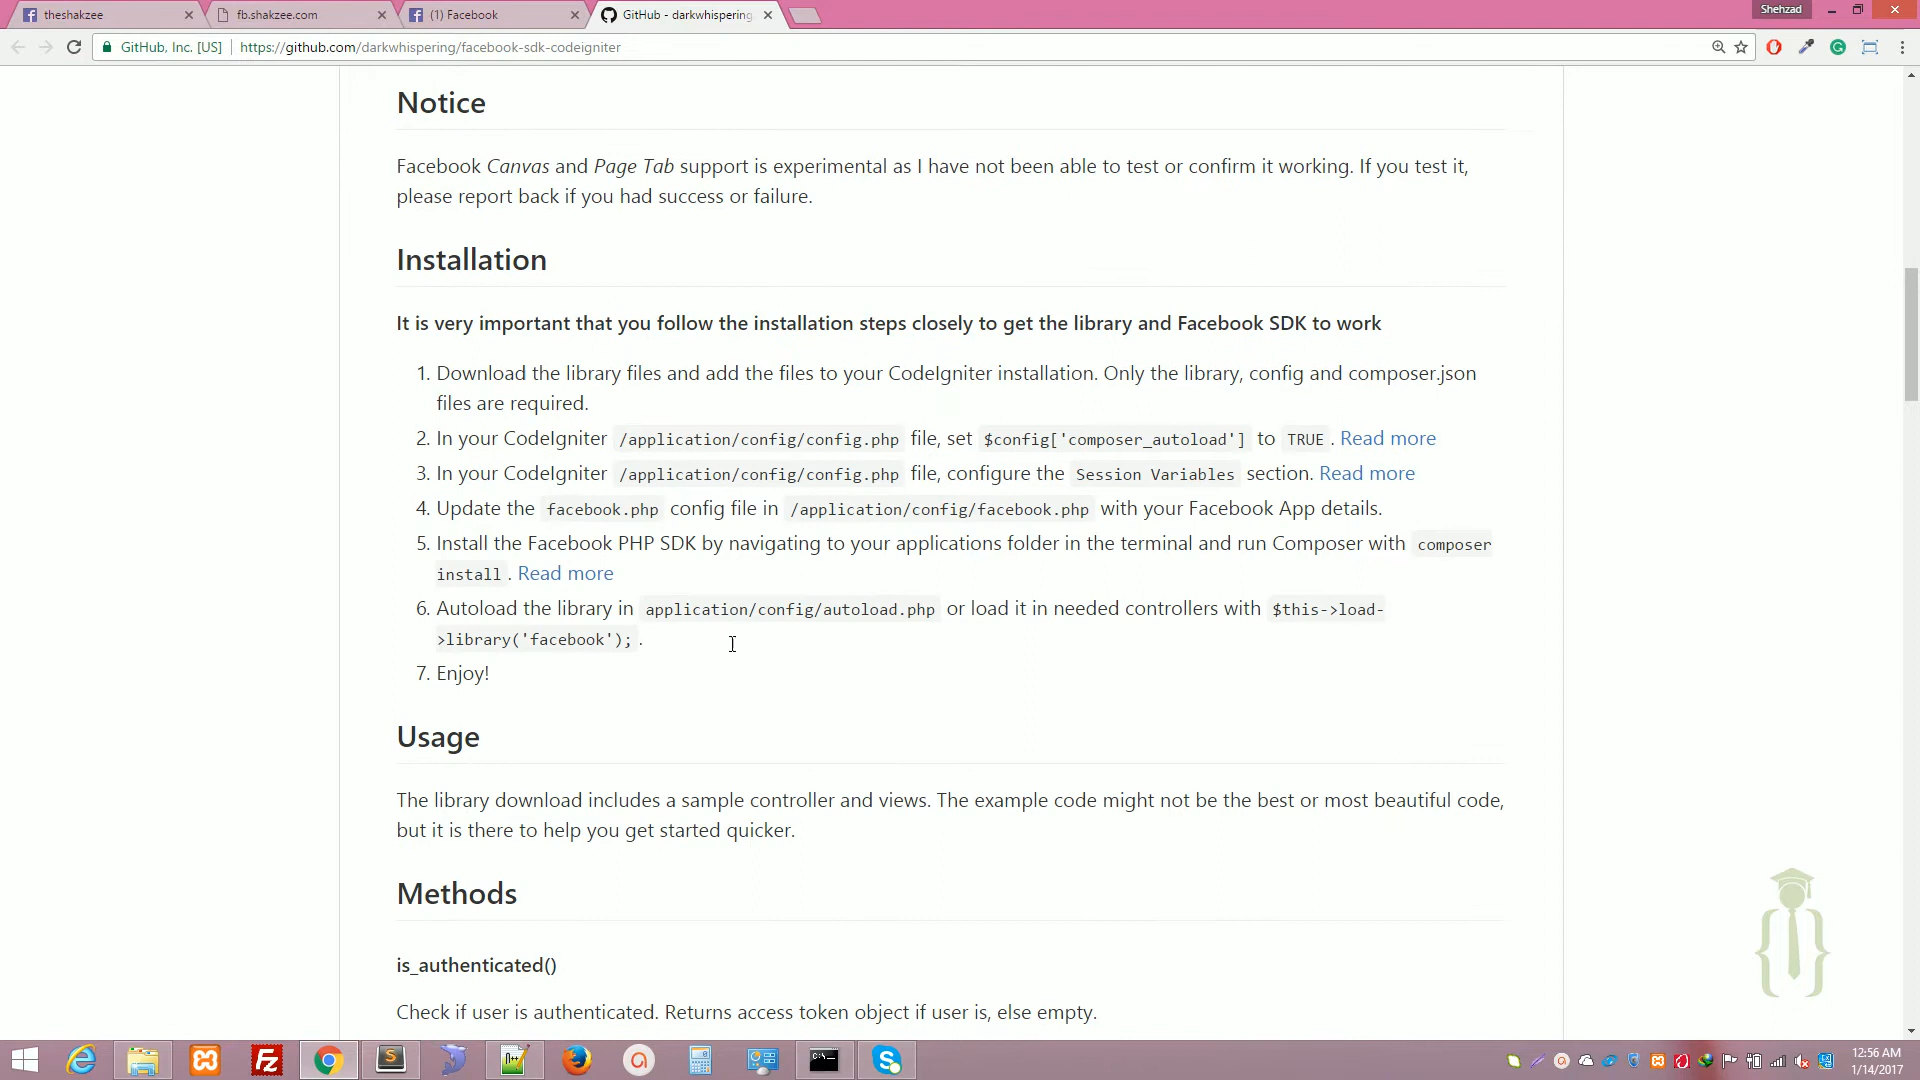 theshakzee
fb.shakzee.com
(1) Facebook
GitHub - darkwhispering
Shehzad
GitHub, Inc. [US]
https://github.com/darkwhispering/facebook-sdk-codeigniter
Notice
Facebook Canvas and Page Tab support is experimental as I have not been able to test or confirm it working. If you test it,
please report back if you had success or failure.
Installation
It is very important that you follow the installation steps closely to get the library and Facebook SDK to work
1. Download the library files and add the files to your CodeIgniter installation. Only the library, config and composer.json
files are required.
2. In your CodeIgniter /application/config/config.php file, set $config['composer_autoload'] to TRUE . Read more
3. In your CodeIgniter /application/config/config.php file, configure the Session Variables section. Read more
4. Update the facebook.php config file in /application/config/facebook.php with your Facebook App details.
5. Install the Facebook PHP SDK by navigating to your applications folder in the terminal and run Composer with composer
install . Read more
6. Autoload the library in application/config/autoload.php or load it in needed controllers with $this->load-
>library('facebook'); .
7. Enjoy!
Usage
The library download includes a sample controller and views. The example code might not be the best or most beautiful code,
but it is there to help you get started quicker.
Methods
is_authenticated()
Check if user is authenticated. Returns access token object if user is, else empty.
12:56 AM
1/14/2017